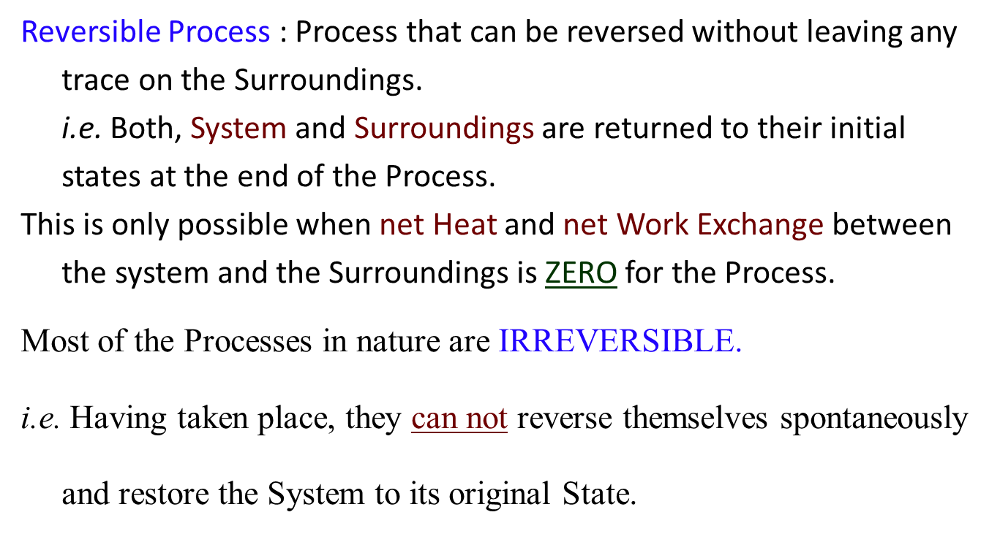 Reversible Process : Process that can be reversed without leaving any
trace on the Surroundings.
i.e. Both, System and Surroundings are returned to their initial
states at the end of the Process.
This is only possible when net Heat and net Work Exchange between
the system and the Surroundings is ZERO for the Process.
Most of the Processes in nature are IRREVERSIBLE.
i.e. Having taken place, they can not reverse themselves spontaneously
and restore the System to its original State.